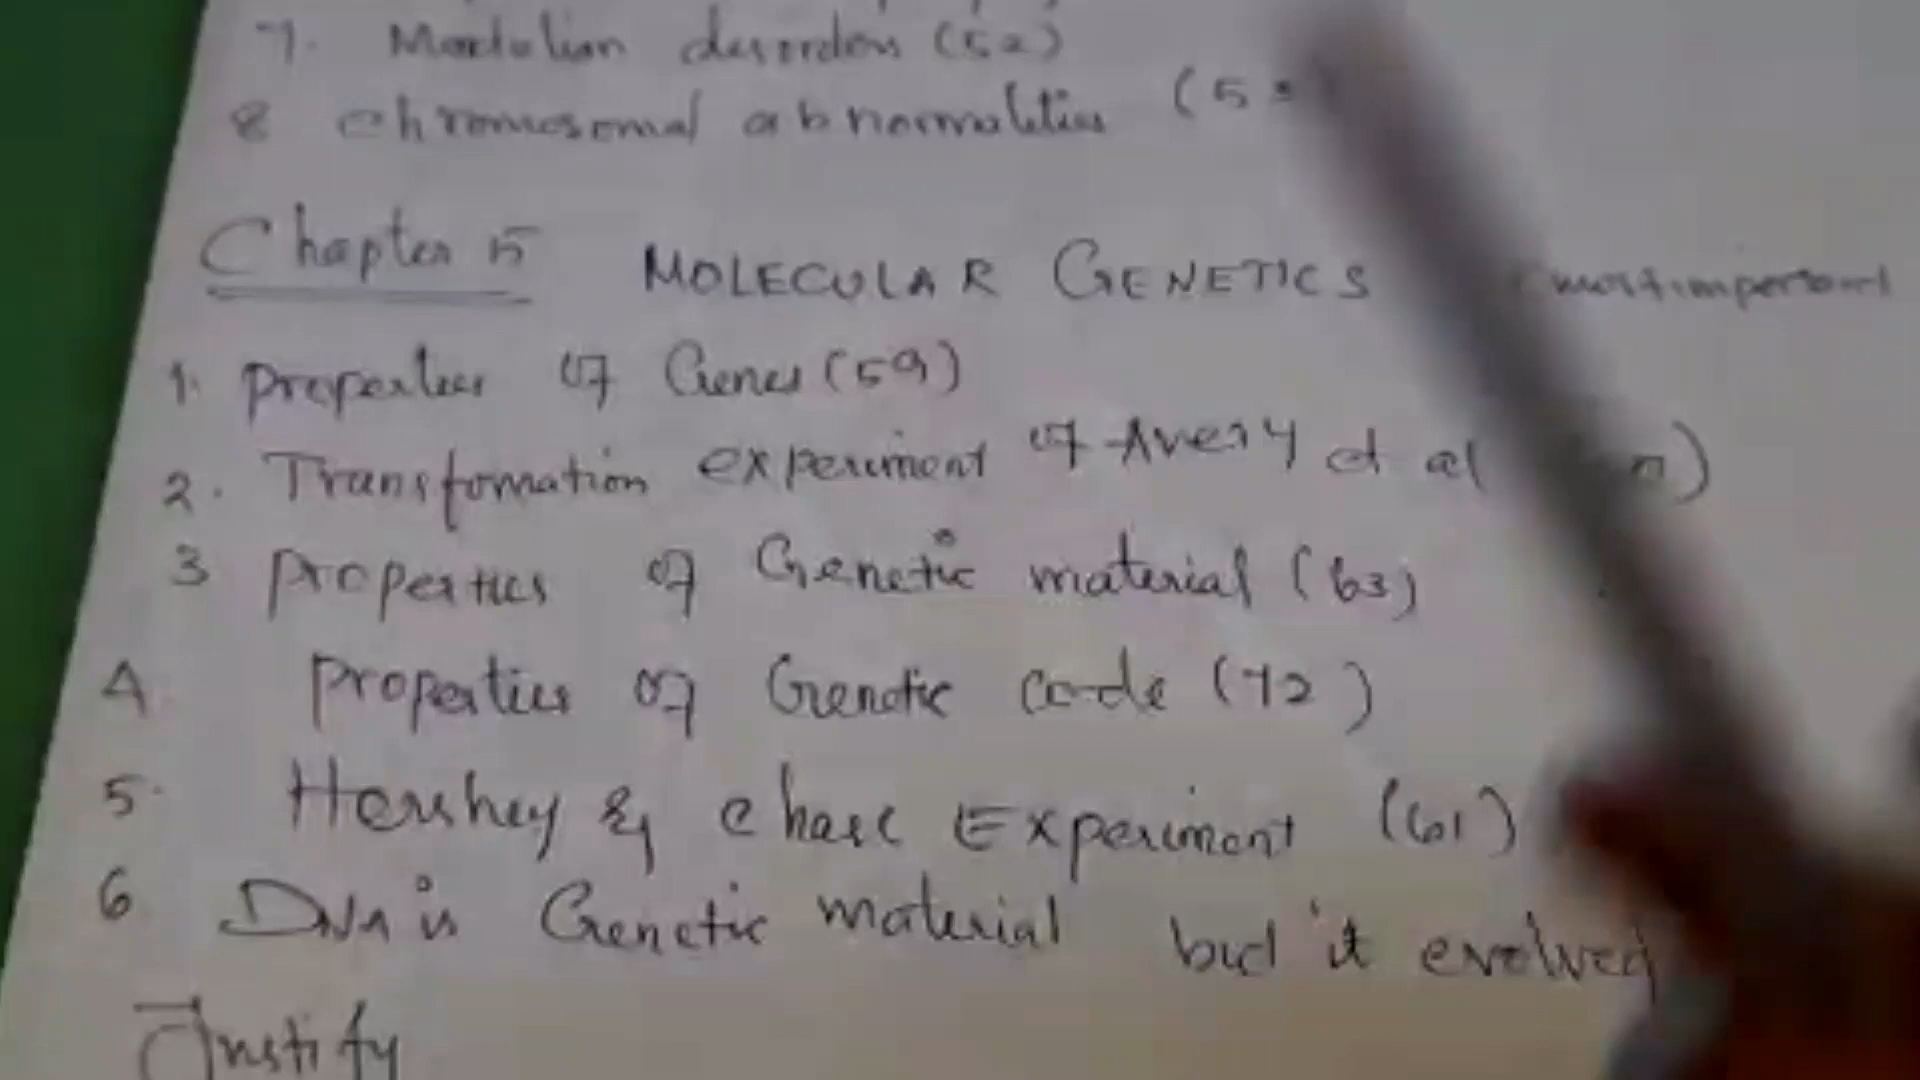 7. Mendelian disorders (52)
8 chromosomal abnormalities (5
Chapter 5 MOLECULAR GENETICS most important
1. properties of Genes (59)
2. Transfomation experiment of Avery et al
3 properties of Genetic material (63)
4 properties of Genetic code (72)
5. Hershey & chase Experiment (61)
6 DNA is Genetic material but it evolved
Justify